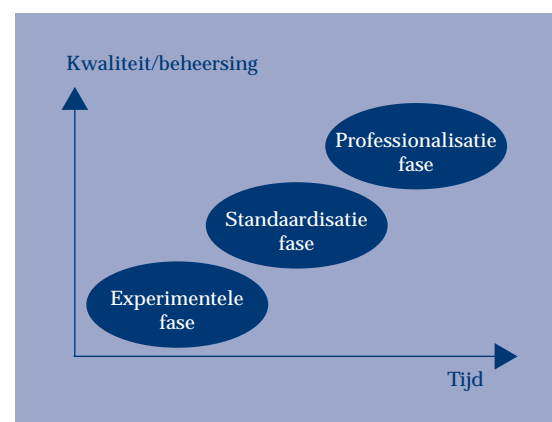 Kwaliteit/beheersing
Professionalisatie
fase
Standaardisatie
fase
Experimentele
fase
Tijd